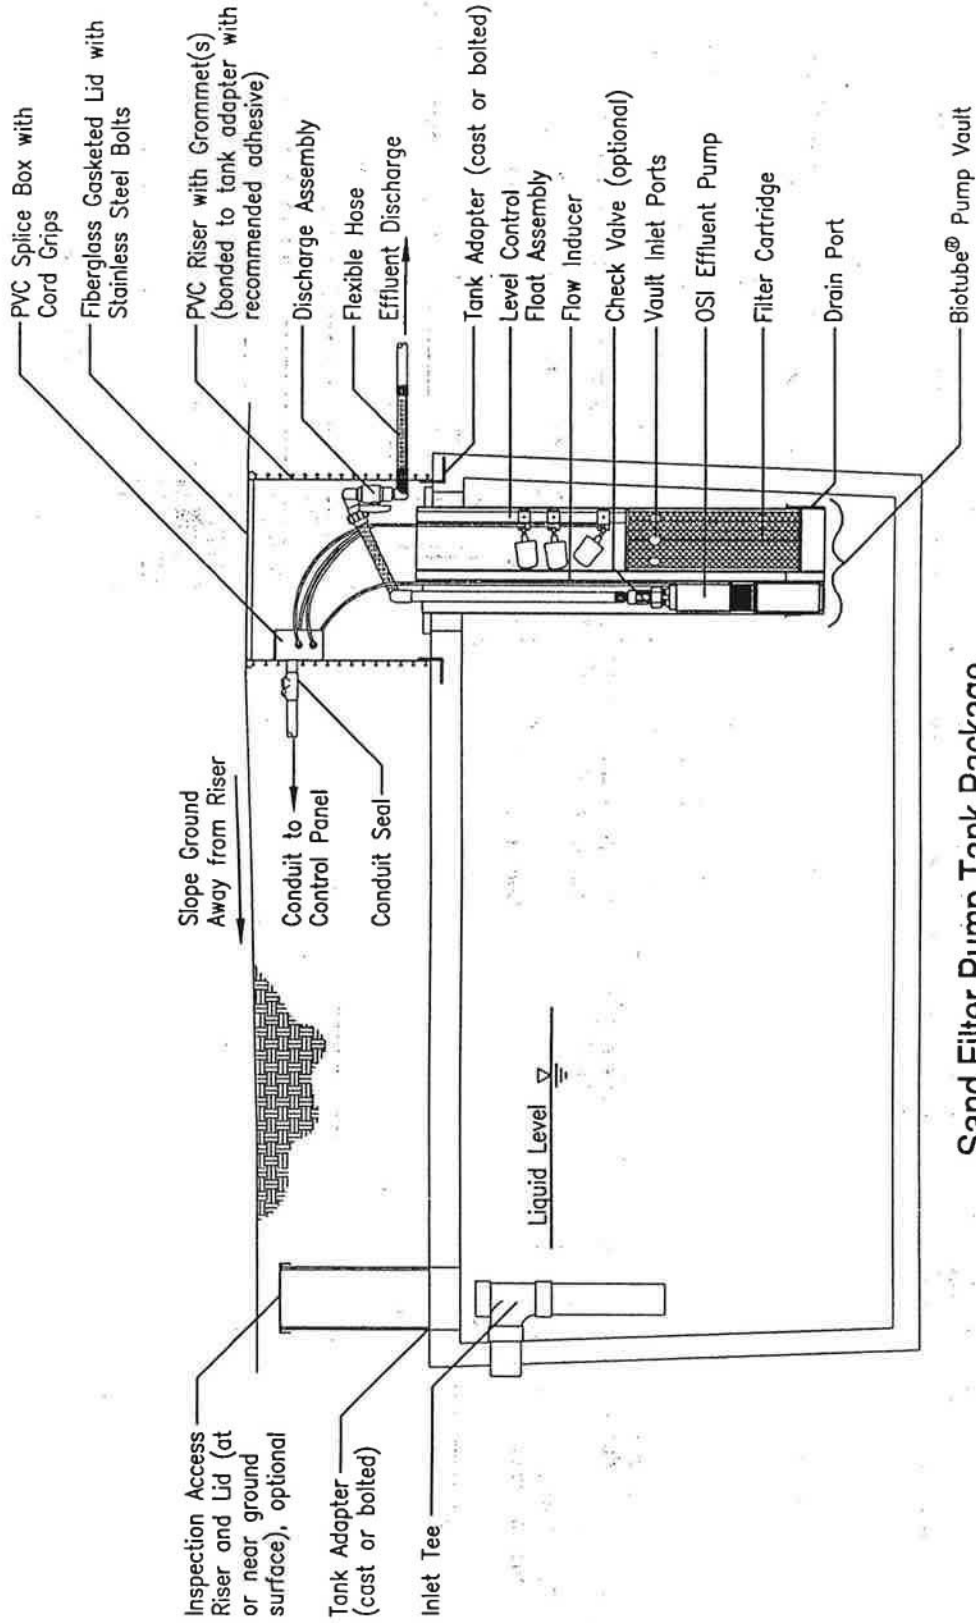 PVC Splice Box with
Cord Grips
Fiberglass Gasketed Lid with
Stainless Steel Bolts
PVC Riser with Grommet(s)
(bonded to tank adapter with
recommended adhesive)
Discharge Assembly
Flexible Hose
Effluent Discharge
Tank Adapter (cast or bolted)
Level Control
Float Assembly
Flow Inducer
Check Valve (optional)
Vault Inlet Ports
OSI Effluent Pump
Filter Cartridge
Drain Port
Biotube® Pump Vault
Slope Ground
Away from Riser
Conduit to
Control Panel
Conduit Seal
Liquid Level
Inspection Access
Riser and Lid (at
or near ground
surface), optional
Tank Adapter
(cast or bolted)
Inlet Tee
Sand Filter Pump Tank Package